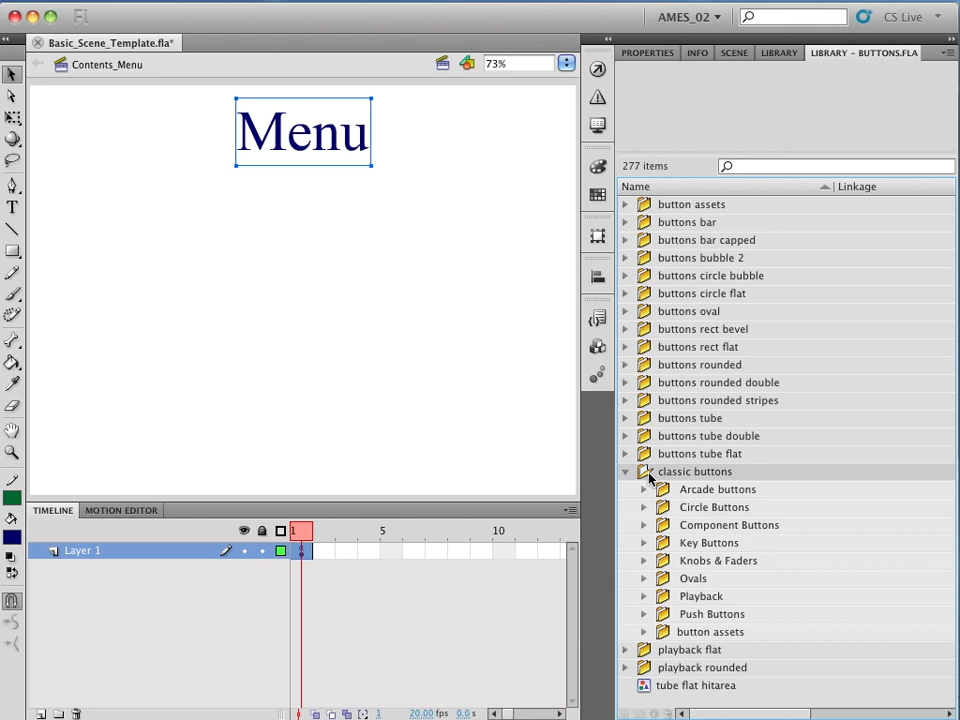 Fl
AMES_02
CS Live
Basic_Scene_Template.fla*
Contents_Menu
73%
Menu
PROPERTIES
INFO
SCENE
LIBRARY
LIBRARY – BUTTONS.FLA
277 items
Name
Linkage
button assets
buttons bar
buttons bar capped
buttons bubble 2
buttons circle bubble
buttons circle flat
buttons oval
buttons rect bevel
buttons rect flat
buttons rounded
buttons rounded double
buttons rounded stripes
buttons tube
buttons tube double
buttons tube flat
classic buttons
Arcade buttons
Circle Buttons
Component Buttons
Key Buttons
Knobs & Faders
Ovals
Playback
Push Buttons
button assets
playback flat
playback rounded
tube flat hitarea
TIMELINE
MOTION EDITOR
1
5
10
Layer 1
1
20.00 fps
0.0 s